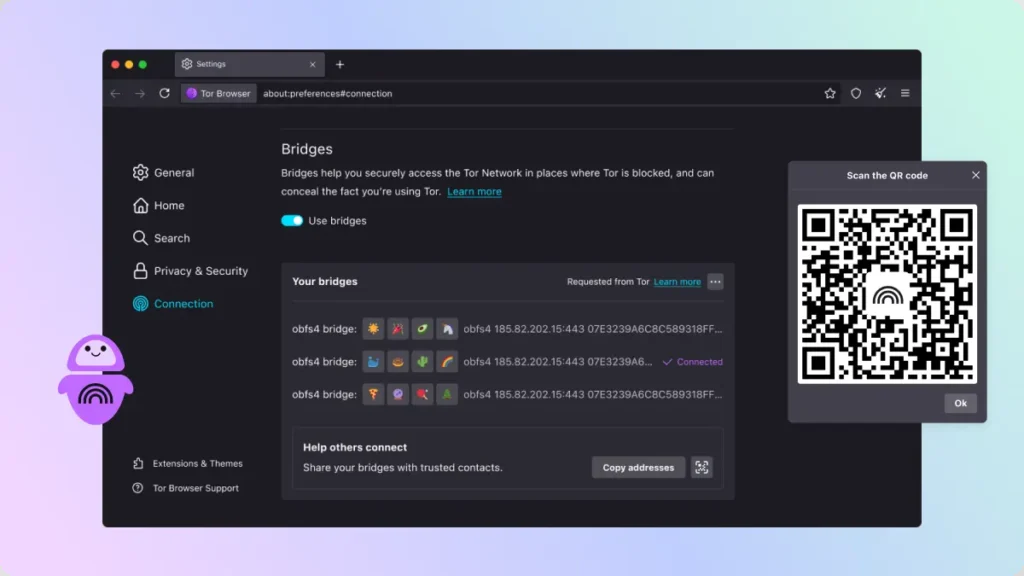 Settings
Tor Browser about:preferences#connection
Bridges
Bridges help you securely access the Tor Network in places where Tor is blocked, and can
conceal the fact you're using Tor. Learn more
Use bridges
General
Home
Search
Privacy & Security
Connection
Extensions & Themes
Tor Browser Support
Your bridges
Requested from Tor Learn more
obfs4 bridge: obfs4 185.82.202.15:443 07E3239A6C8C589318FF...
obfs4 bridge: obfs4 185.82.202.15:443 07E3239A6... Connected
obfs4 bridge: obfs4 185.82.202.15:443 07E3239A6C8C589318FF...
Help others connect
Share your bridges with trusted contacts.
Copy addresses
Scan the QR code
Ok